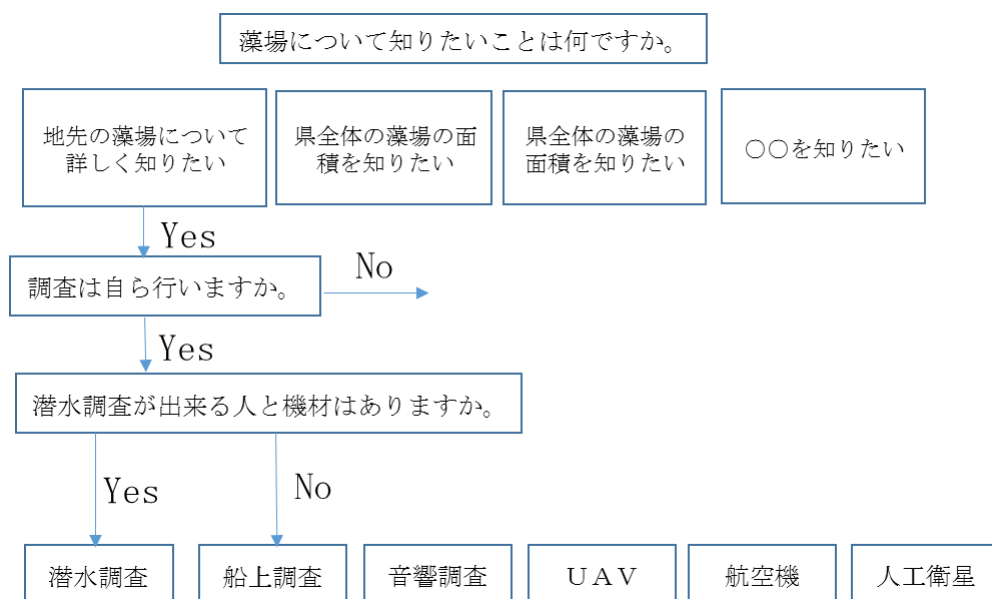 藻場について知りたいことは何ですか。
地先の藻場について
詳しく知りたい
県全体の藻場の面
積を知りたい
県全体の藻場の
面積を知りたい
○○を知りたい
Yes
調査は自ら行いますか。
No
Yes
潜水調査が出来る人と機材はありますか。
Yes
No
潜水調査
船上調査
音響調査
ＵＡＶ
航空機
人工衛星